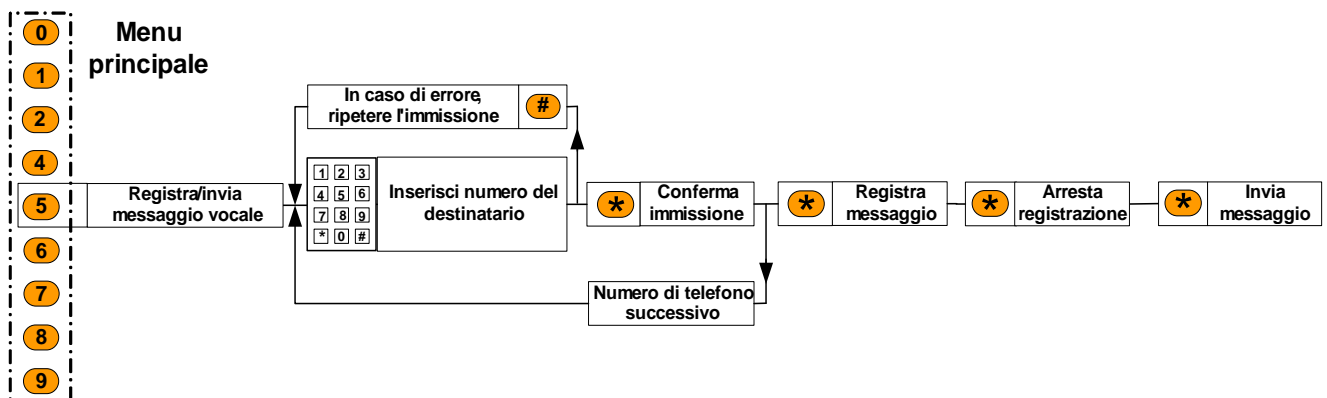 0
Menu
principale
1
2
In caso di errore,
ripetere l'immissione
#
4
5
Registra/invia
messaggio vocale
1 2 3
4 5 6
7 8 9
* 0 #
Inserisci numero del
destinatario
*
Conferma
immissione
*
Registra
messaggio
*
Arresta
registrazione
*
Invia
messaggio
6
7
Numero di telefono
successivo
8
9